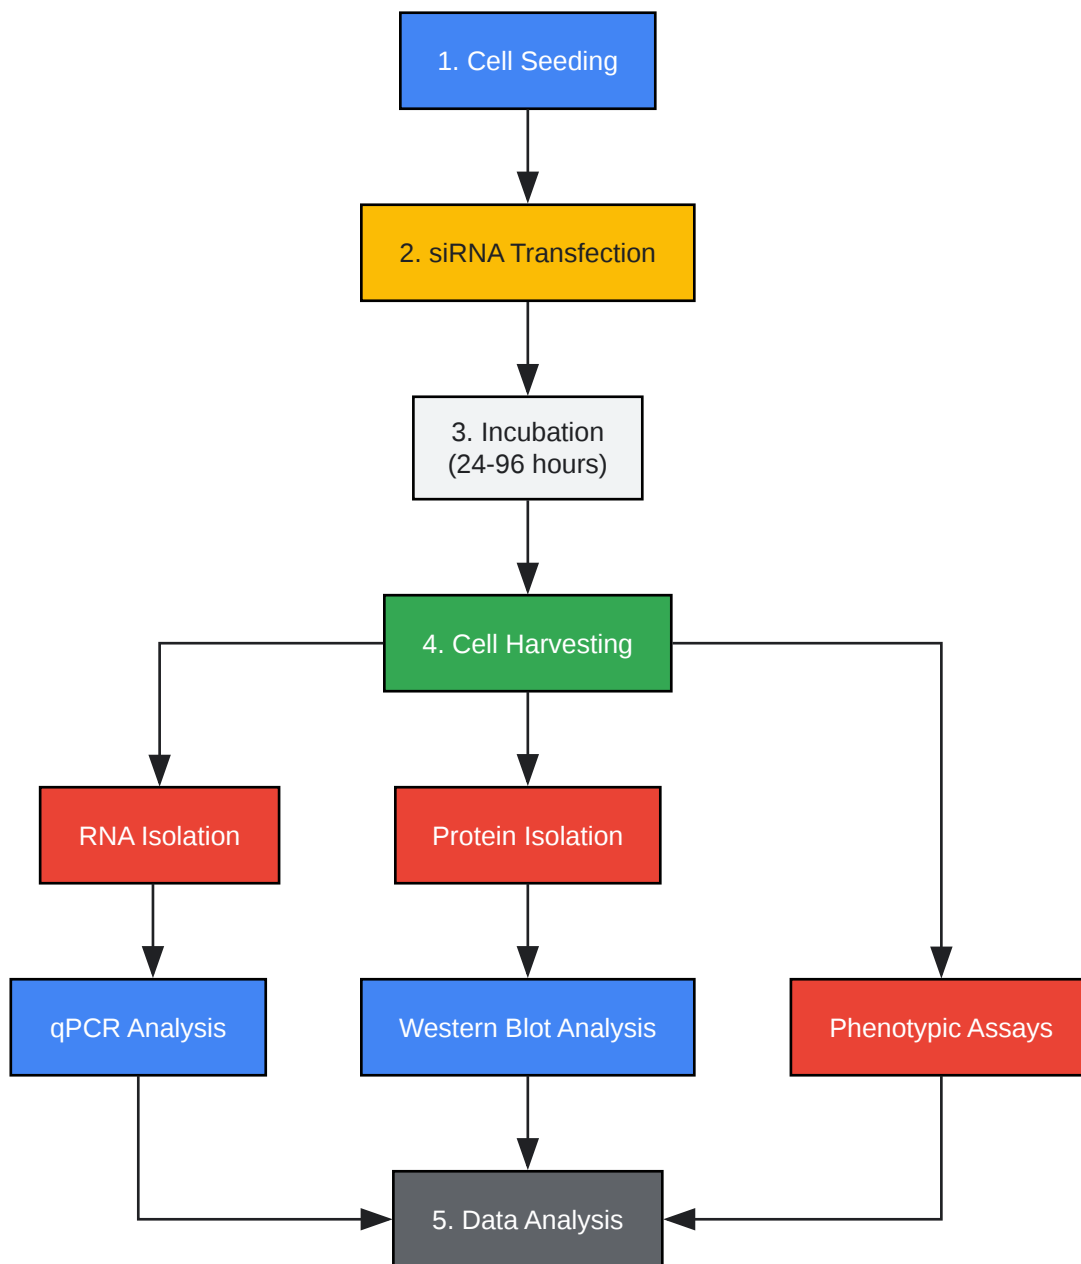 1. Cell Seeding
2. siRNA Transfection
3. Incubation
(24-96 hours)
4. Cell Harvesting
RNA Isolation
Protein Isolation
qPCR Analysis
Western Blot Analysis
Phenotypic Assays
5. Data Analysis